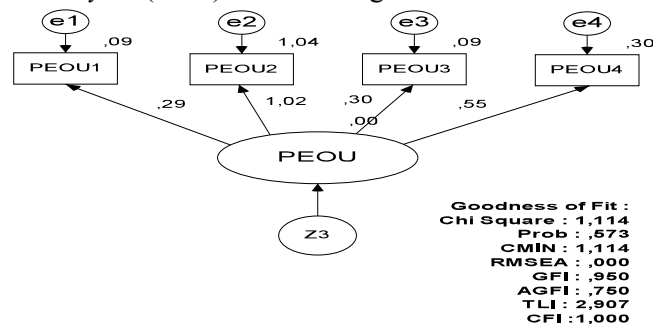 e1 e2 e3 e4
,09 1,04 ,09 ,30
PEOU1 PEOU2 PEOU3 PEOU4
,29 1,02 ,30 ,55
,00
PEOU
Z3
Goodness of Fit :
Chi Square : 1,114
Prob : ,573
CMIN : 1,114
RMSEA : ,000
GFI : ,950
AGFI : ,750
TLI : 2,907
CFI :1,000